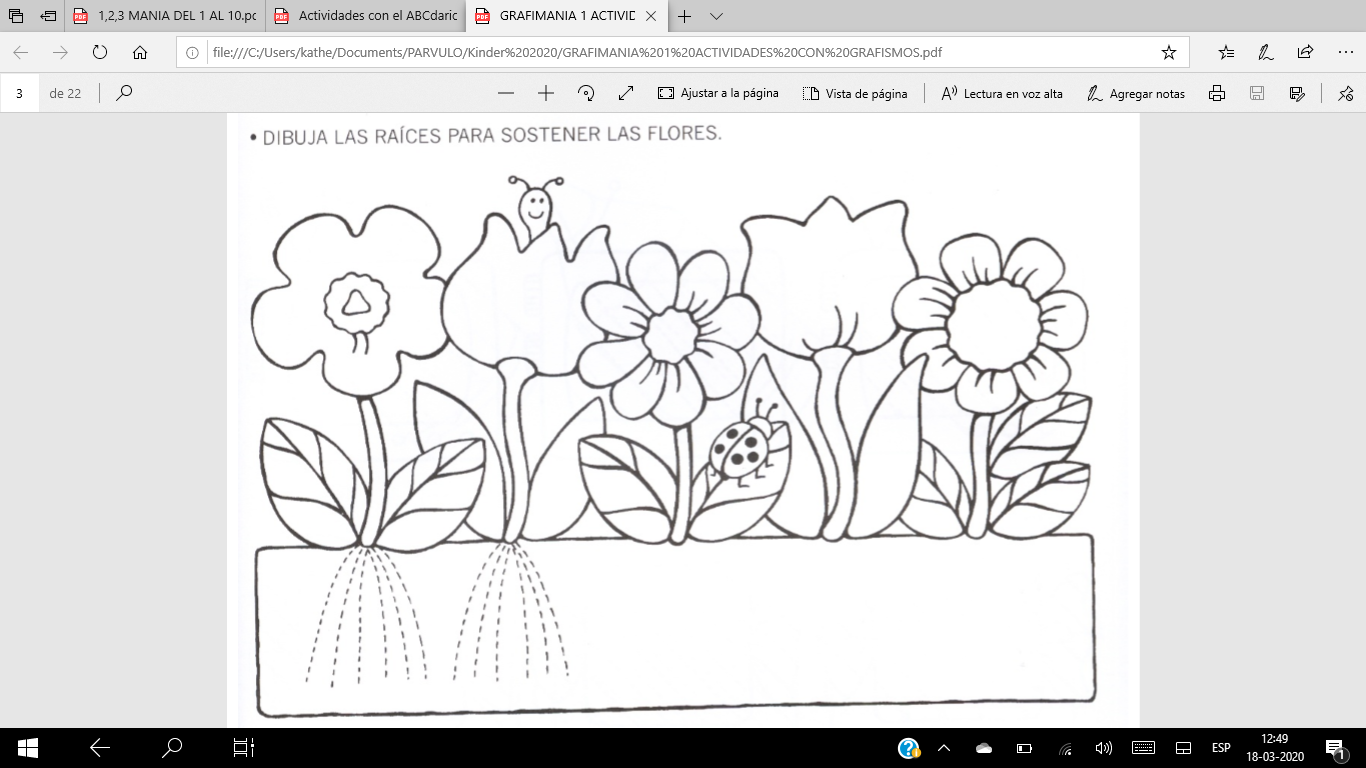 1,2,3 MANIA DEL 1 AL 10.pc
Actividades con el ABCdaric
GRAFIMANIA 1 ACTIVID
file:///C:/Users/kathe/Documents/PARVULO/Kinder%202020/GRAFIMANIA%201%20ACTIVIDADES%20CON%20GRAFISMOS.pdf
3 de 22
Ajustar a la página
Vista de página
Lectura en voz alta
Agregar notas
• DIBUJA LAS RAÍCES PARA SOSTENER LAS FLORES.
ESP
12:49
18-03-2020
1